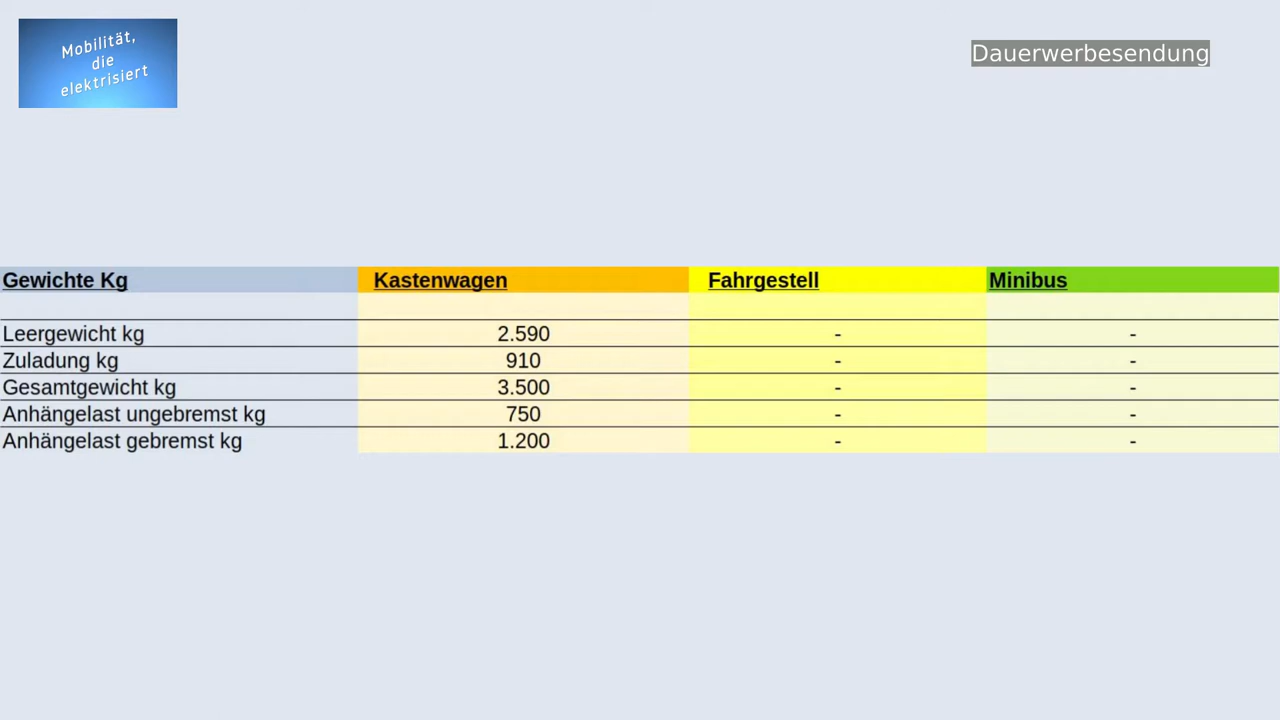 Mobilität,
die
elektrisiert
Dauerwerbesendung
Gewichte Kg Kastenwagen Fahrgestell Minibus
Leergewicht kg 2.590 - -
Zuladung kg 910 - -
Gesamtgewicht kg 3.500 - -
Anhängelast ungebremst kg 750 - -
Anhängelast gebremst kg 1.200 - -